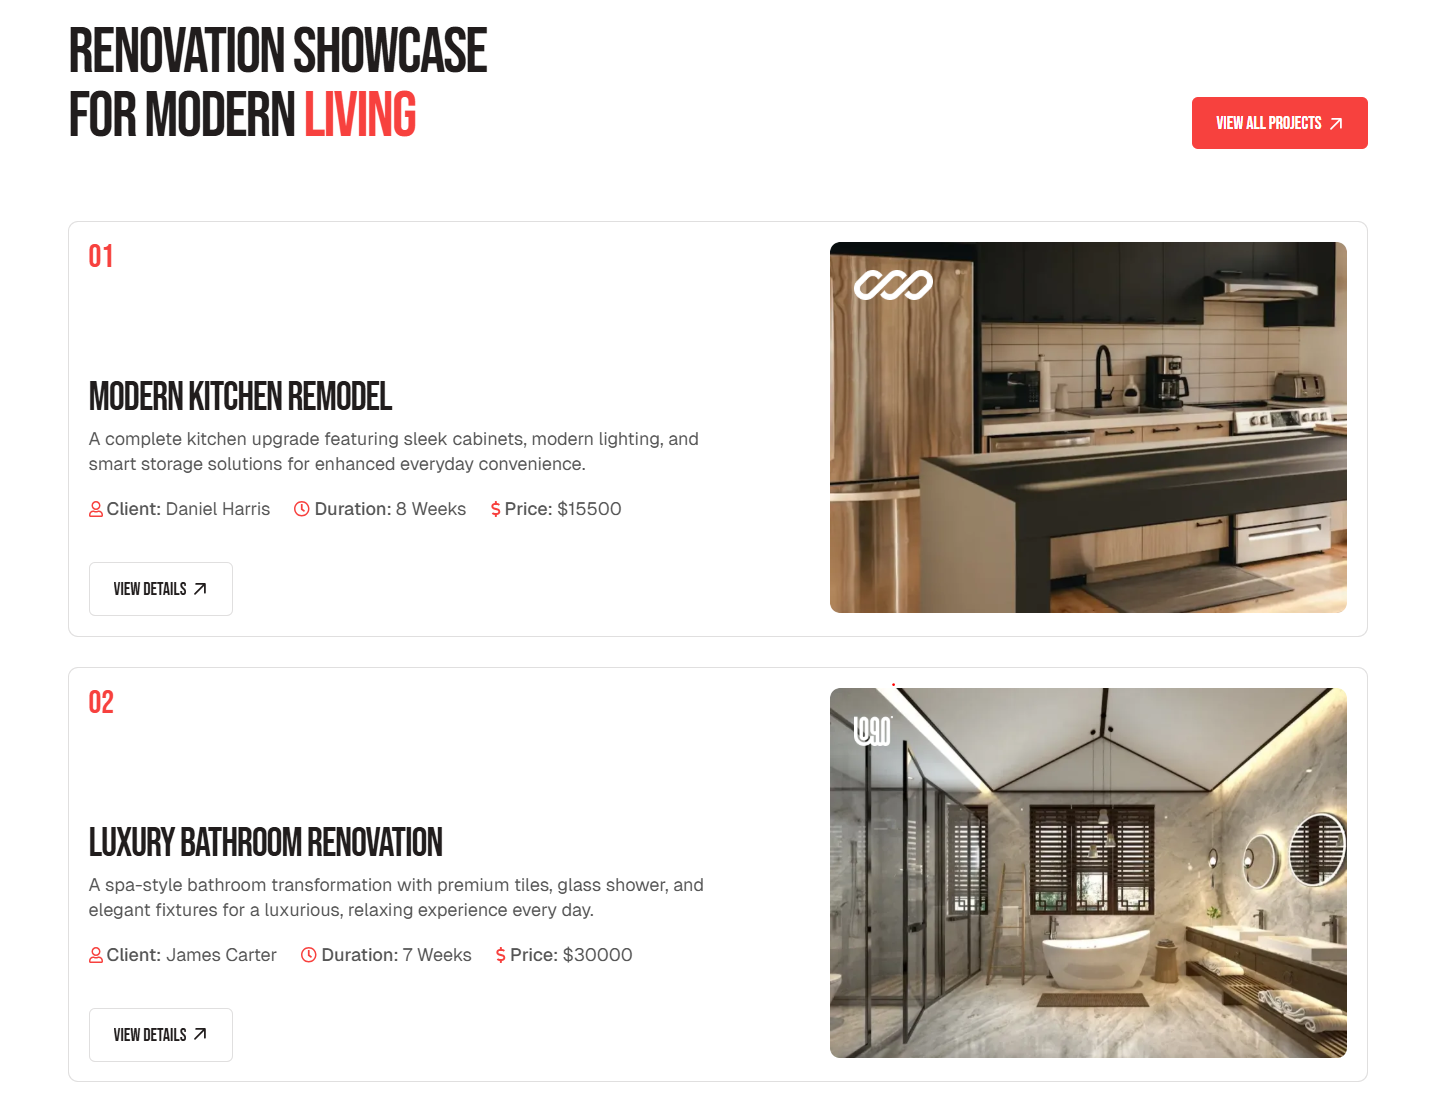 RENOVATION SHOWCASE
FOR MODERN LIVING
VIEW ALL PROJECTS
01
MODERN KITCHEN REMODEL
A complete kitchen upgrade featuring sleek cabinets, modern lighting, and
smart storage solutions for enhanced everyday convenience.
Client: Daniel Harris Duration: 8 Weeks Price: $15500
VIEW DETAILS
02
LUXURY BATHROOM RENOVATION
A spa-style bathroom transformation with premium tiles, glass shower, and
elegant fixtures for a luxurious, relaxing experience every day.
Client: James Carter Duration: 7 Weeks Price: $30000
VIEW DETAILS